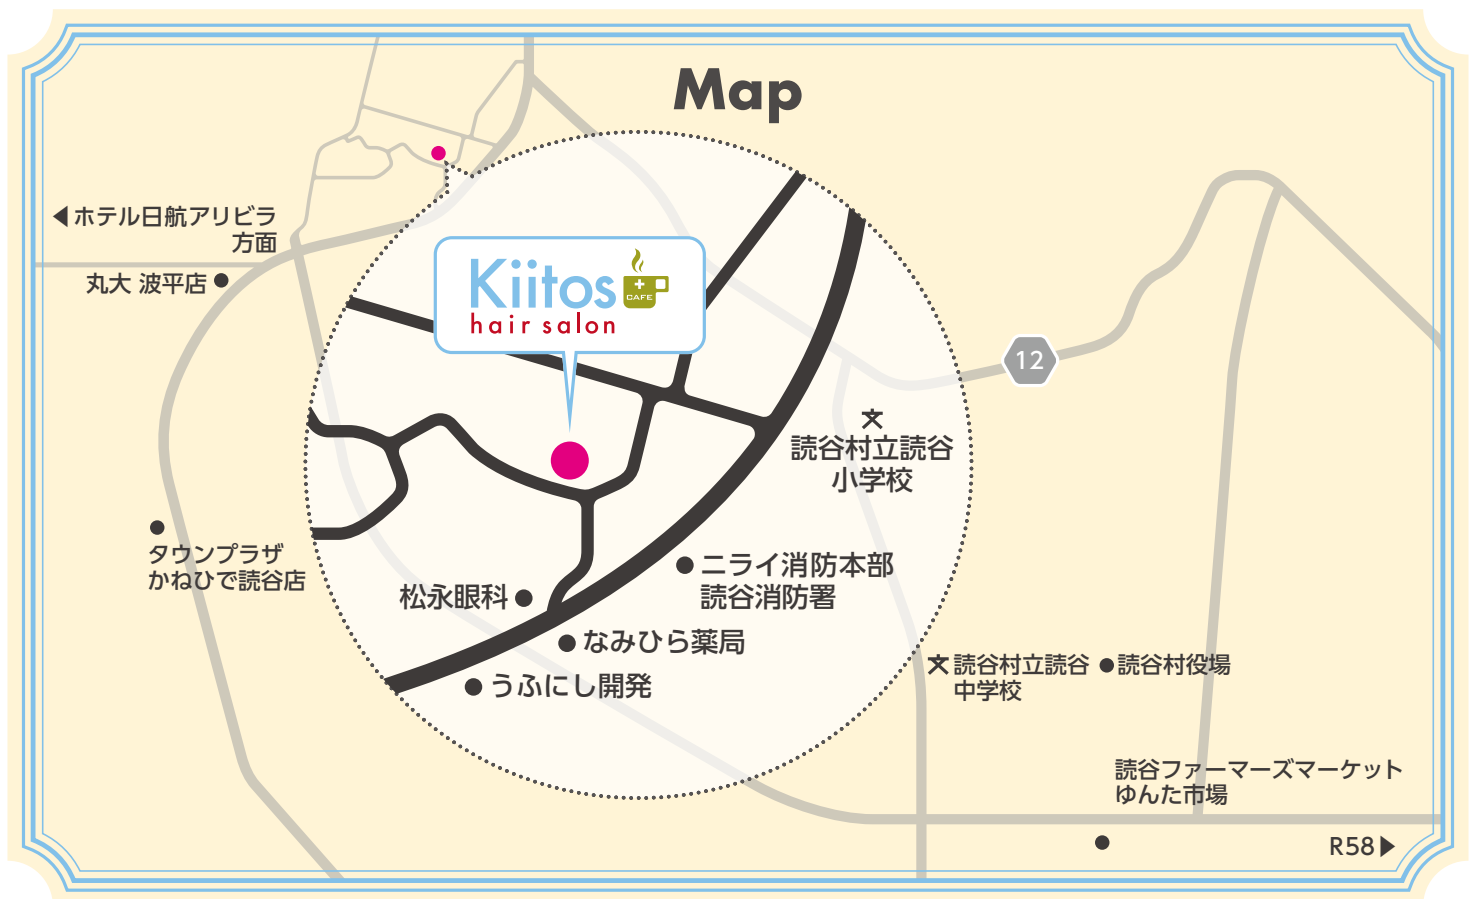 Map
ホテル日航アリビラ
方面
丸大 波平店
Kiitos
CAFE
hair salon
12
読谷村立読谷
小学校
タウンプラザ
かねひで読谷店
ニライ消防本部
読谷消防署
松永眼科
なみひら薬局
うふにし開発
読谷村立読谷
中学校
読谷村役場
読谷ファーマーズマーケット
ゆんた市場
R58